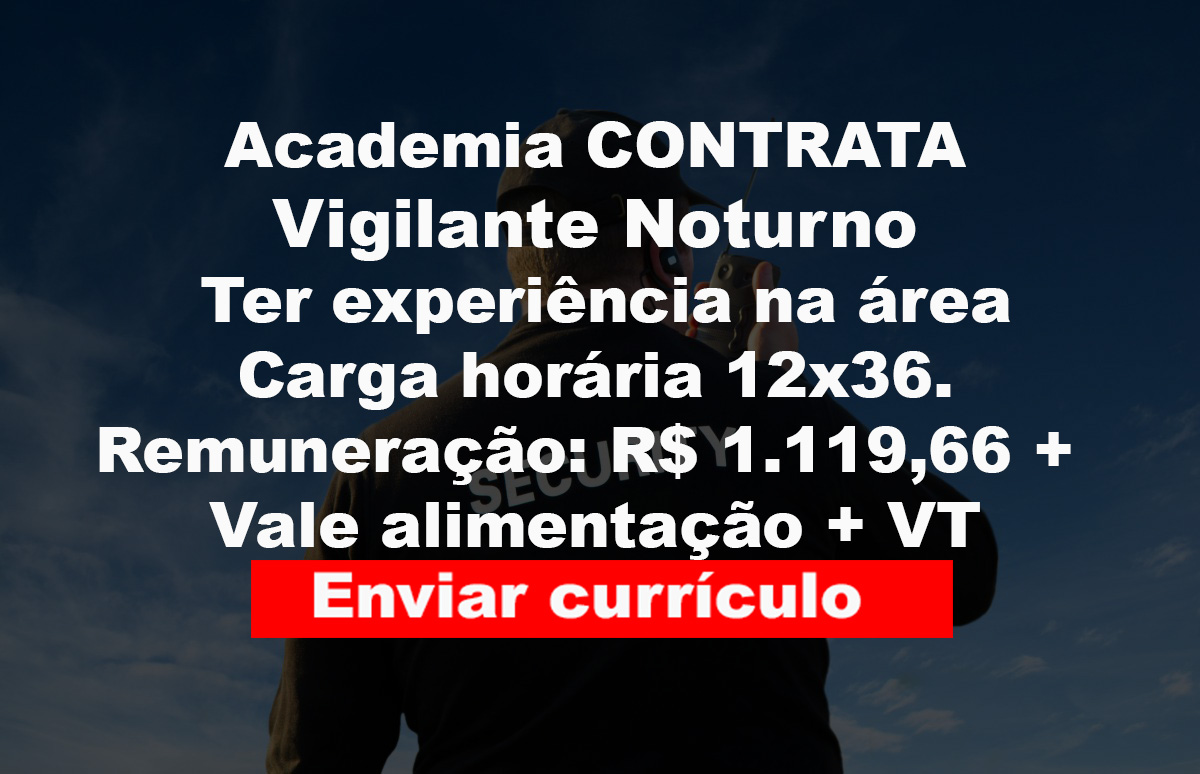 Academia CONTRATA
Vigilante Noturno
Ter experiência na área
Carga horária 12x36.
Remuneração: R$ 1.119,66 +
Vale alimentação + VT
Enviar currículo
SECURITY